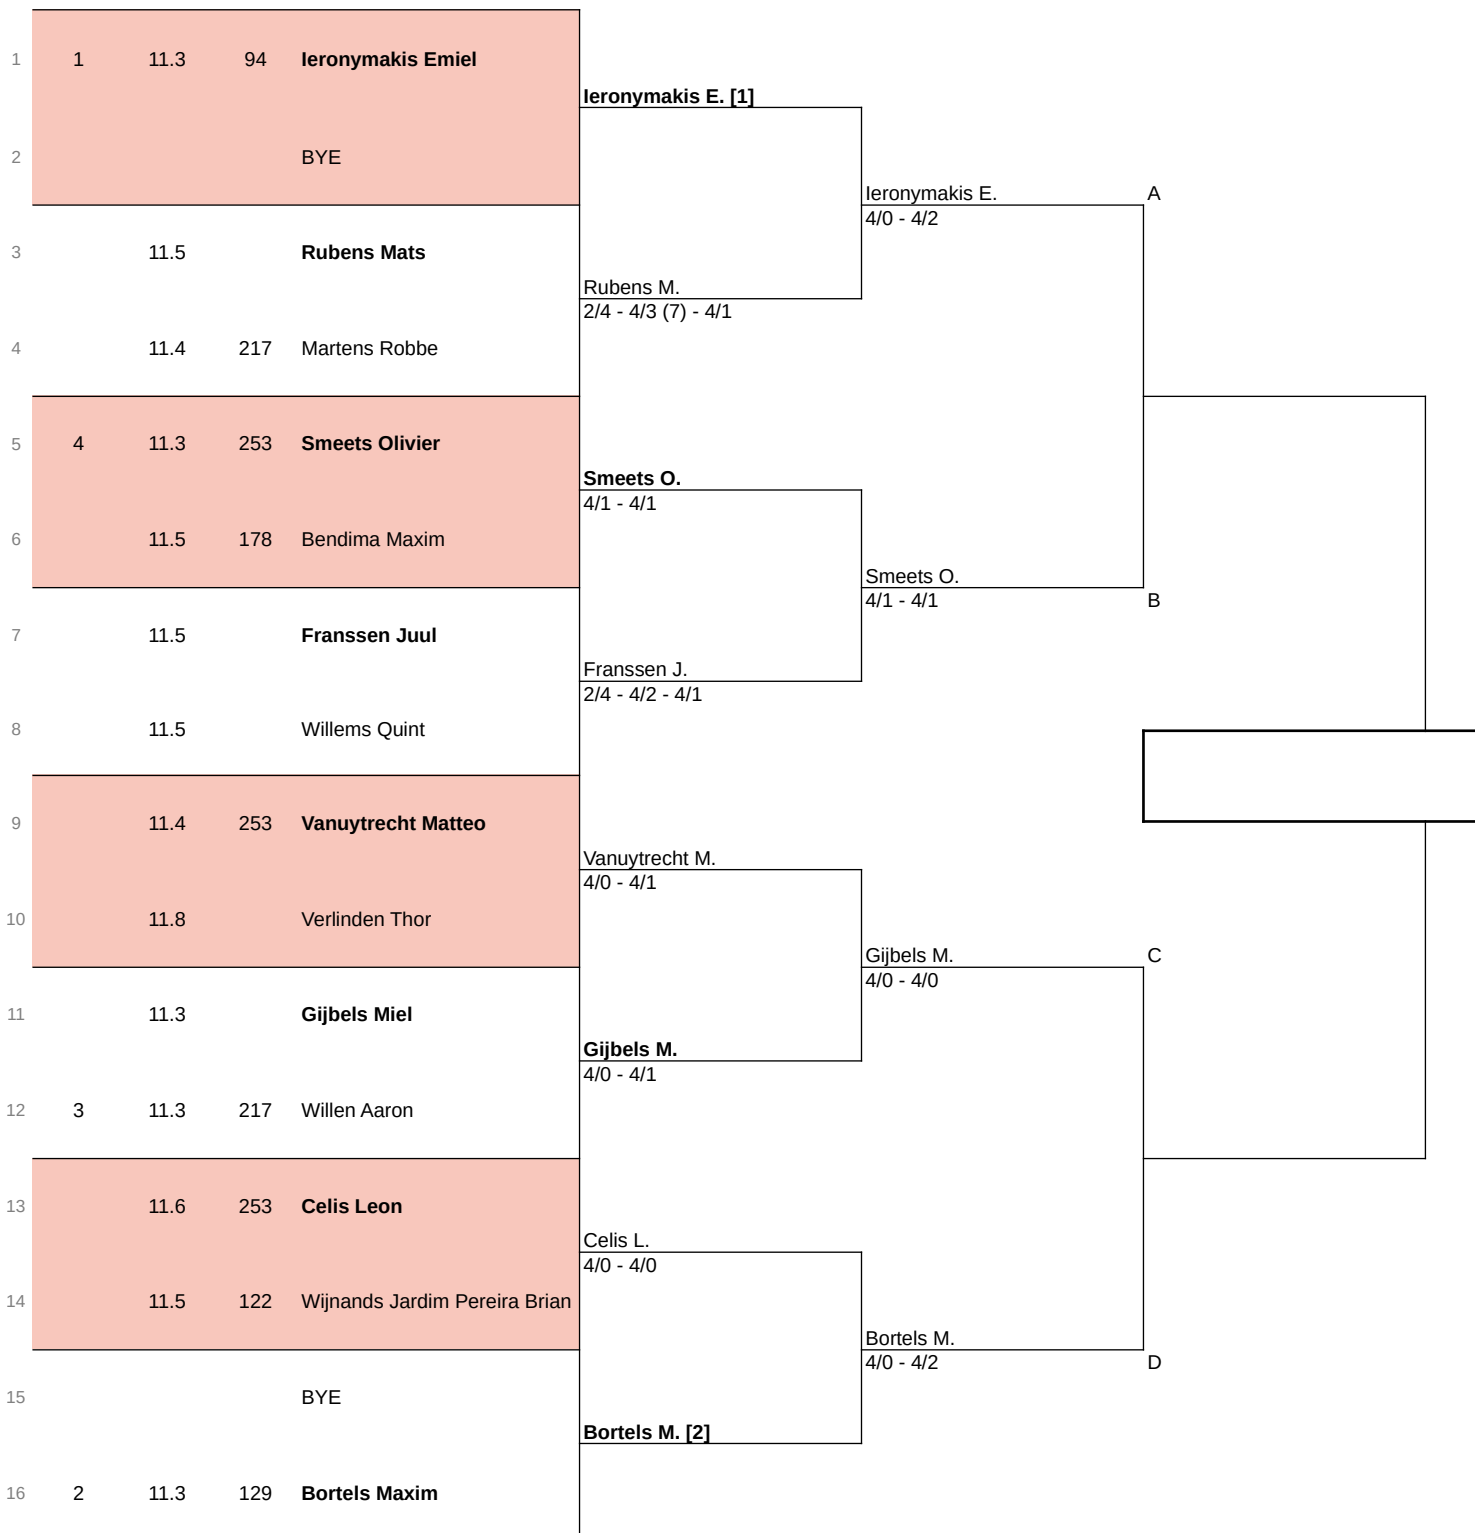 1 1 11.3 94 Ieronymakis Emiel
Ieronymakis E. [1]
2 BYE
Ieronymakis E. A
4/0 - 4/2
3 11.5 Rubens Mats
Rubens M.
2/4 - 4/3 (7) - 4/1
4 11.4 217 Martens Robbe
5 4 11.3 253 Smeets Olivier
Smeets O.
4/1 - 4/1
6 11.5 178 Bendima Maxim
Smeets O.
4/1 - 4/1 B
7 11.5 Franssen Juul
Franssen J.
2/4 - 4/2 - 4/1
8 11.5 Willems Quint
9 11.4 253 Vanuytrecht Matteo
Vanuytrecht M.
4/0 - 4/1
10 11.8 Verlinden Thor
Gijbels M. C
4/0 - 4/0
11 11.3 Gijbels Miel
Gijbels M.
4/0 - 4/1
12 3 11.3 217 Willen Aaron
13 11.6 253 Celis Leon
Celis L.
4/0 - 4/0
14 11.5 122 Wijnands Jardim Pereira Brian
Bortels M.
4/0 - 4/2 D
15 BYE
Bortels M. [2]
16 2 11.3 129 Bortels Maxim